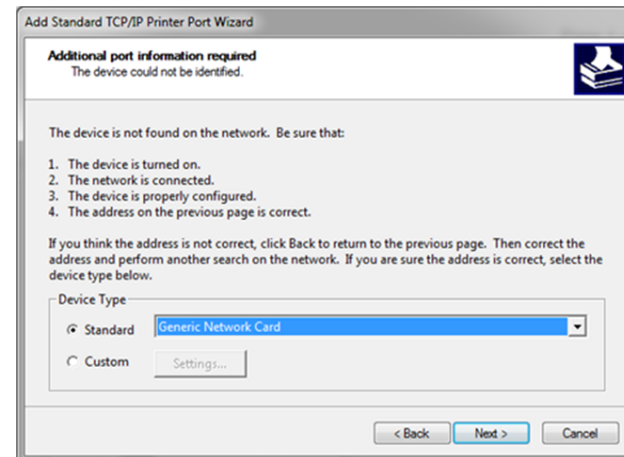 Add Standard TCP/IP Printer Port Wizard
Additional port information required
The device could not be identified.
The device is not found on the network. Be sure that:
1. The device is turned on.
2. The network is connected.
3. The device is properly configured.
4. The address on the previous page is correct.
If you think the address is not correct, click Back to return to the previous page. Then correct the
address and perform another search on the network. If you are sure the address is correct, select the
device type below.
Device Type
Standard Generic Network Card
Custom Settings...
< Back Next > Cancel